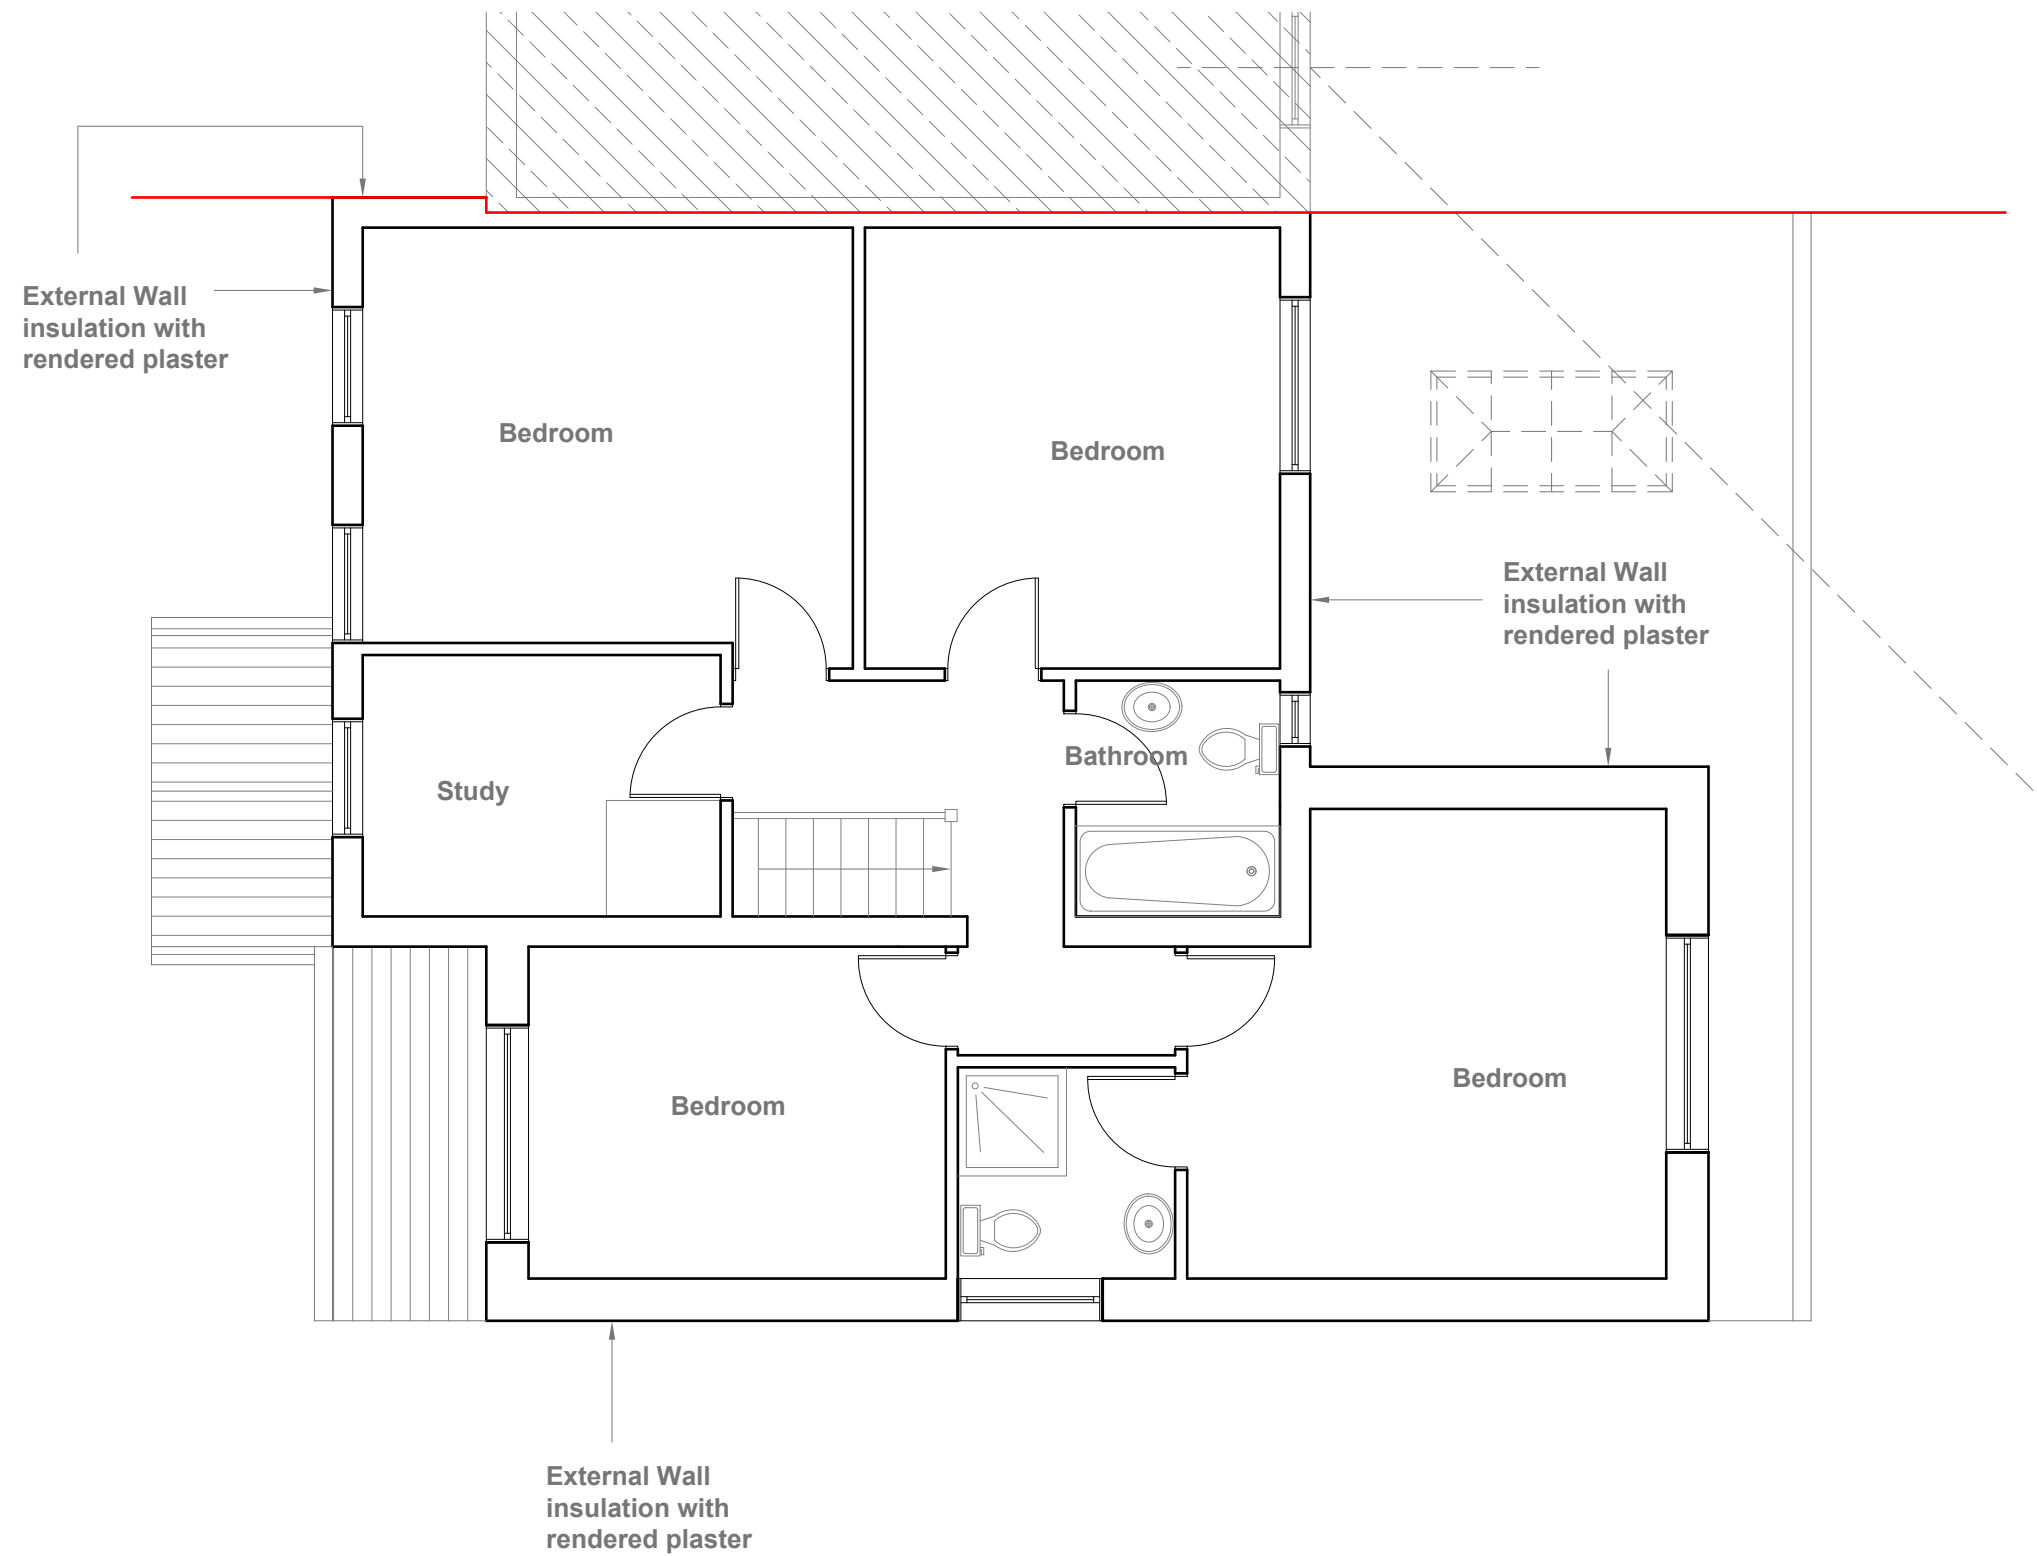 External Wall
insulation with
rendered plaster
Bedroom
Bedroom
External Wall
insulation with
rendered plaster
Bathroom
Study
Bedroom
Bedroom
External Wall
insulation with
rendered plaster